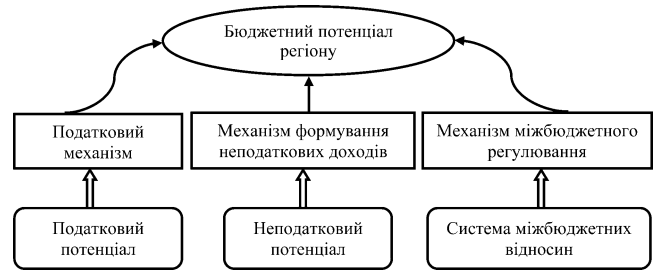 Бюджетний потенціал
регіону
Податковий
механізм
Механізм формування
неподаткових доходів
Механізм міжбюджетного
регулювання
Податковий
потенціал
Неподатковий
потенціал
Система міжбюджетних
відносин